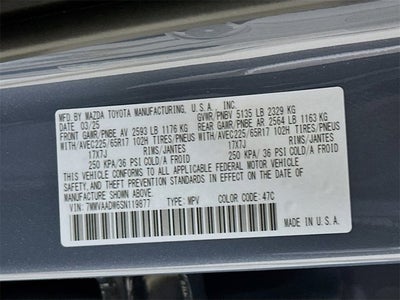 MFD. BY MAZDA TOYOTA MANUFACTURING, U.S.A., INC.
DATE: 03/25 GVWR/PNBV 5135 LB 2329 KG
FRONT GAWR/PNBE AV 2593 LB 1176 KG REAR GAWR/PNBE AR 2564 LB 1163 KG
WITH/AVEC225/65R17 102H TIRES/PNEUS WITH/AVEC225/65R17 102H TIRES/PNEUS
17X7J RIMS/JANTES 17X7J RIMS/JANTES
250 KPA/36 PSI COLD/A FROID 250 KPA/36 PSI COLD/A FROID
THIS VEHICLE CONFORMS TO ALL APPLICABLE FEDERAL MOTOR VEHICLE
SAFETY AND THEFT PREVENTION STANDARDS IN EFFECT ON THE DATE OF
MANUFACTURE SHOWN ABOVE.
VIN: 7MMVAADW6SN119877 TYPE: MPV COLOR: 47C
MADE IN U.S.A.